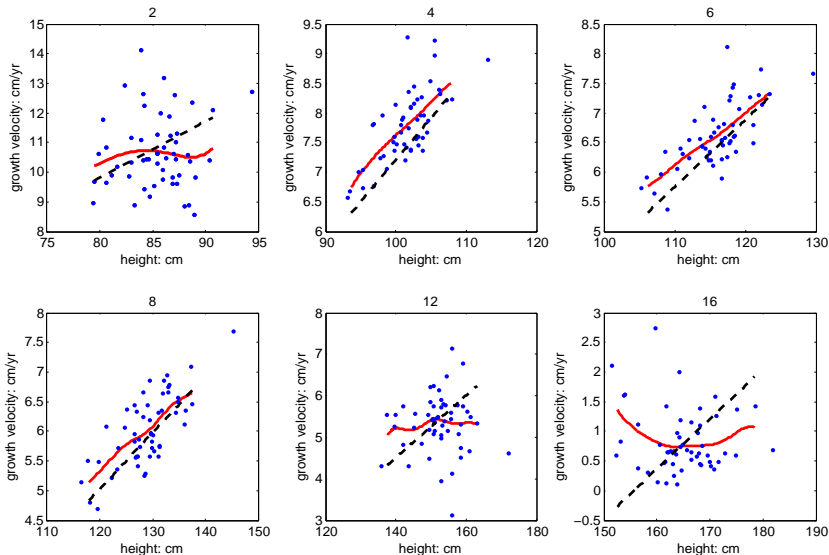 2 4 6
15
14
13
12
11
10
9
8
growth velocity: cm/yr
75 80 85 90 95
height: cm
9.5
9
8.5
8
7.5
7
6.5
6
growth velocity: cm/yr
90 100 110 120
height: cm
8.5
8
7.5
7
6.5
6
5.5
5
growth velocity: cm/yr
100 110 120 130
height: cm
8 12 16
8
7.5
7
6.5
6
5.5
5
4.5
growth velocity: cm/yr
110 120 130 140 150
height: cm
8
7
6
5
4
3
growth velocity: cm/yr
120 140 160 180
height: cm
3
2.5
2
1.5
1
0.5
0
−0.5
growth velocity: cm/yr
150 160 170 180 190
height: cm